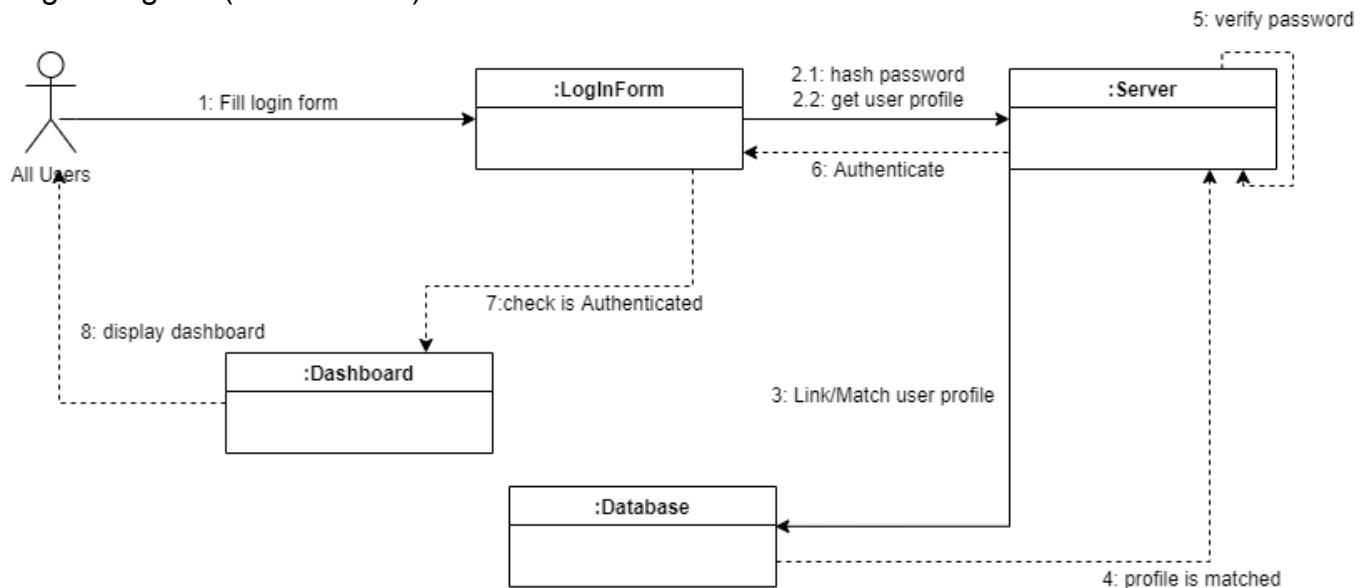 5: verify password
:LogInForm
2.1: hash password
2.2: get user profile
:Server
1: Fill login form
6: Authenticate
All Users
7:check is Authenticated
8: display dashboard
:Dashboard
3: Link/Match user profile
:Database
4: profile is matched